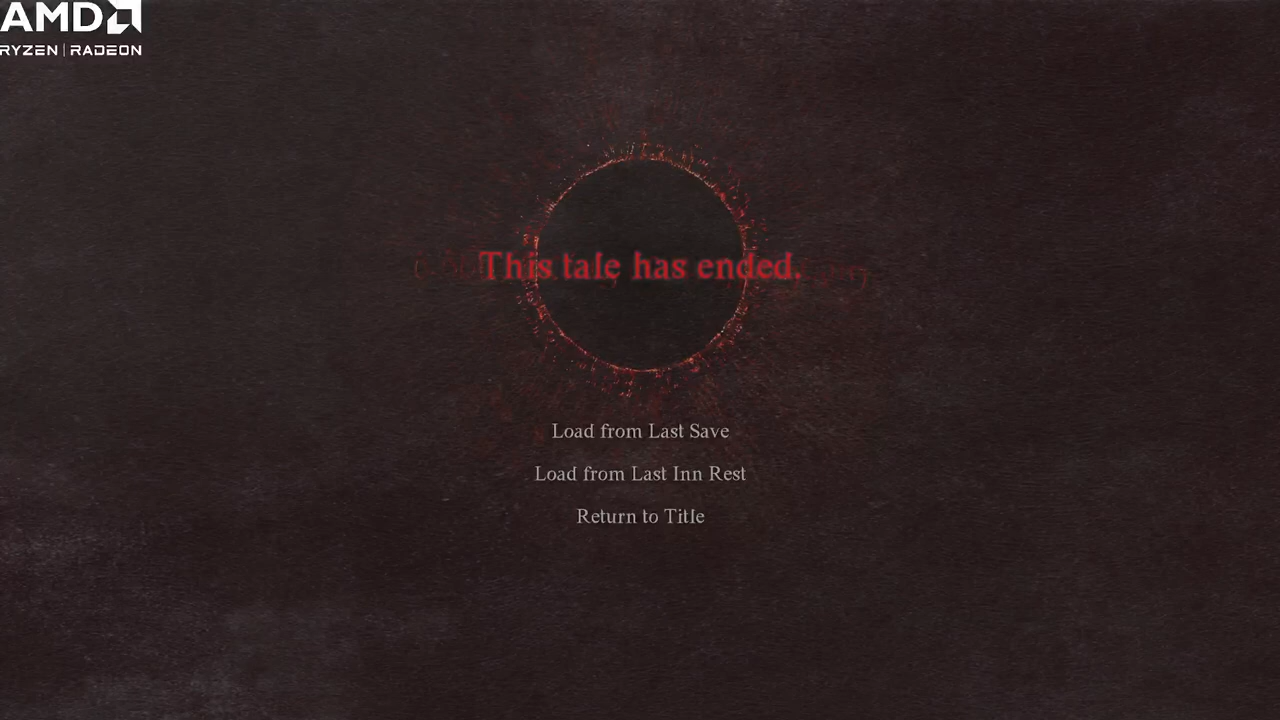 AMD
RYZEN | RADEON
This tale has ended.
Load from Last Save
Load from Last Inn Rest
Return to Title